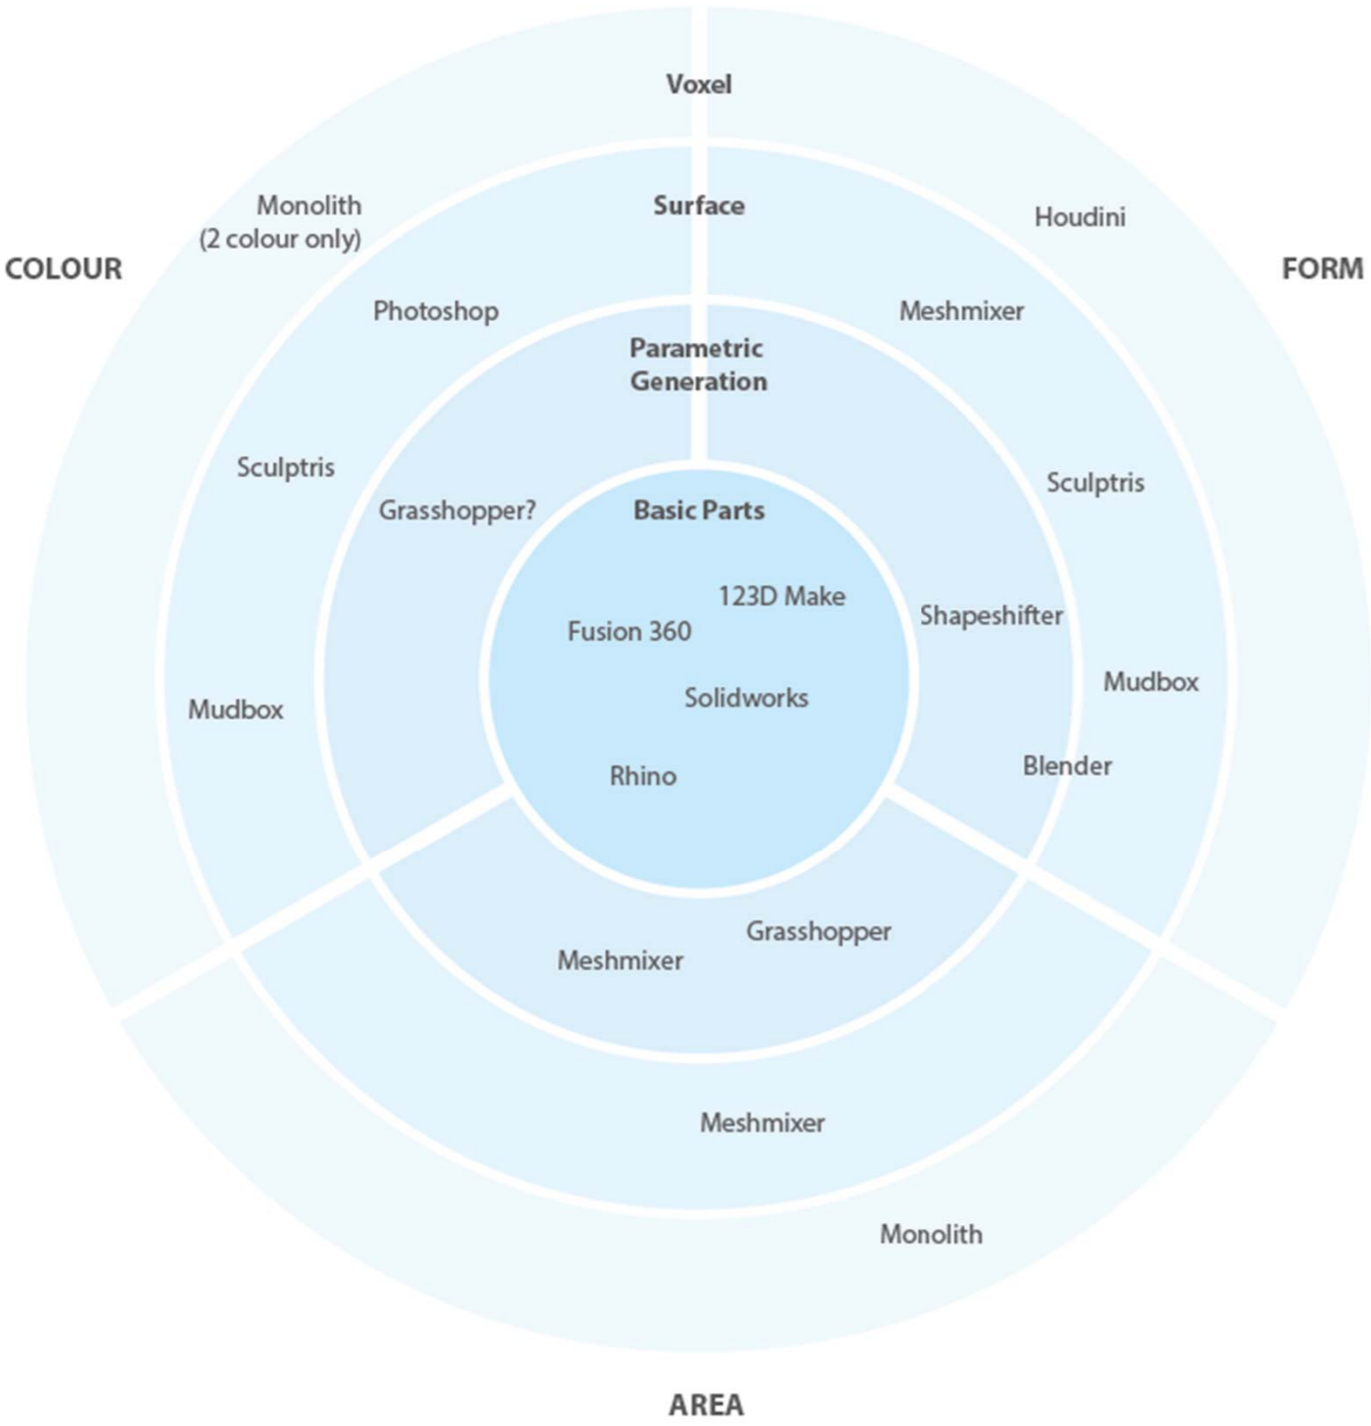 Voxel
Monolith
(2 colour only)
Surface
Houdini
COLOUR
FORM
Photoshop
Meshmixer
Parametric
Generation
Sculptris
Sculptris
Grasshopper?
Basic Parts
123D Make
Shapeshifter
Fusion 360
Mudbox
Solidworks
Mudbox
Blender
Rhino
Grasshopper
Meshmixer
Meshmixer
Monolith
AREA